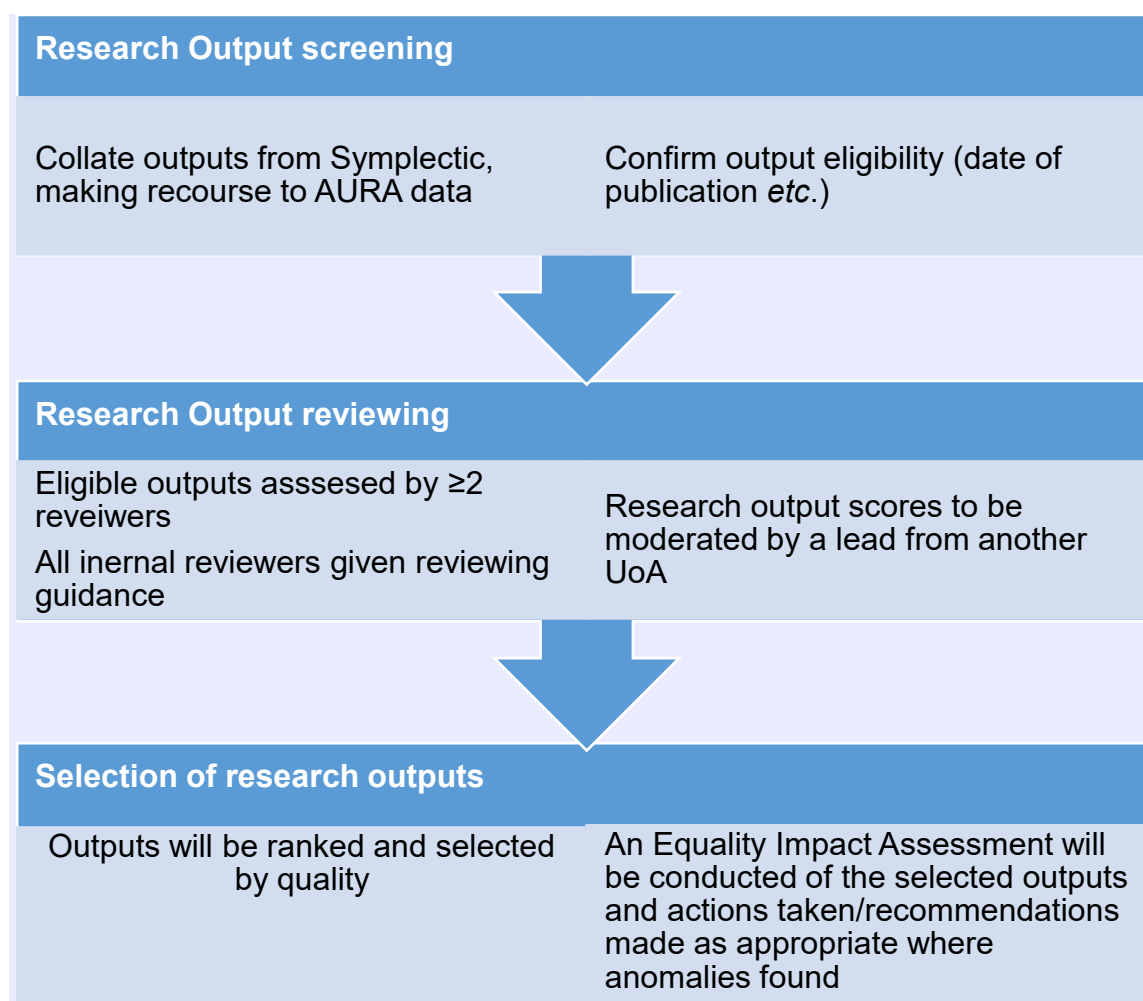 Research Output screening
Collate outputs from Symplectic,
making recourse to AURA data
Confirm output eligibility (date of
publication etc.)
Research Output reviewing
Eligible outputs asssesed by ≥2
reveiwers
All inernal reviewers given reviewing
guidance
Research output scores to be
moderated by a lead from another
UoA
Selection of research outputs
Outputs will be ranked and selected
by quality
An Equality Impact Assessment will
be conducted of the selected outputs
and actions taken/recommendations
made as appropriate where
anomalies found